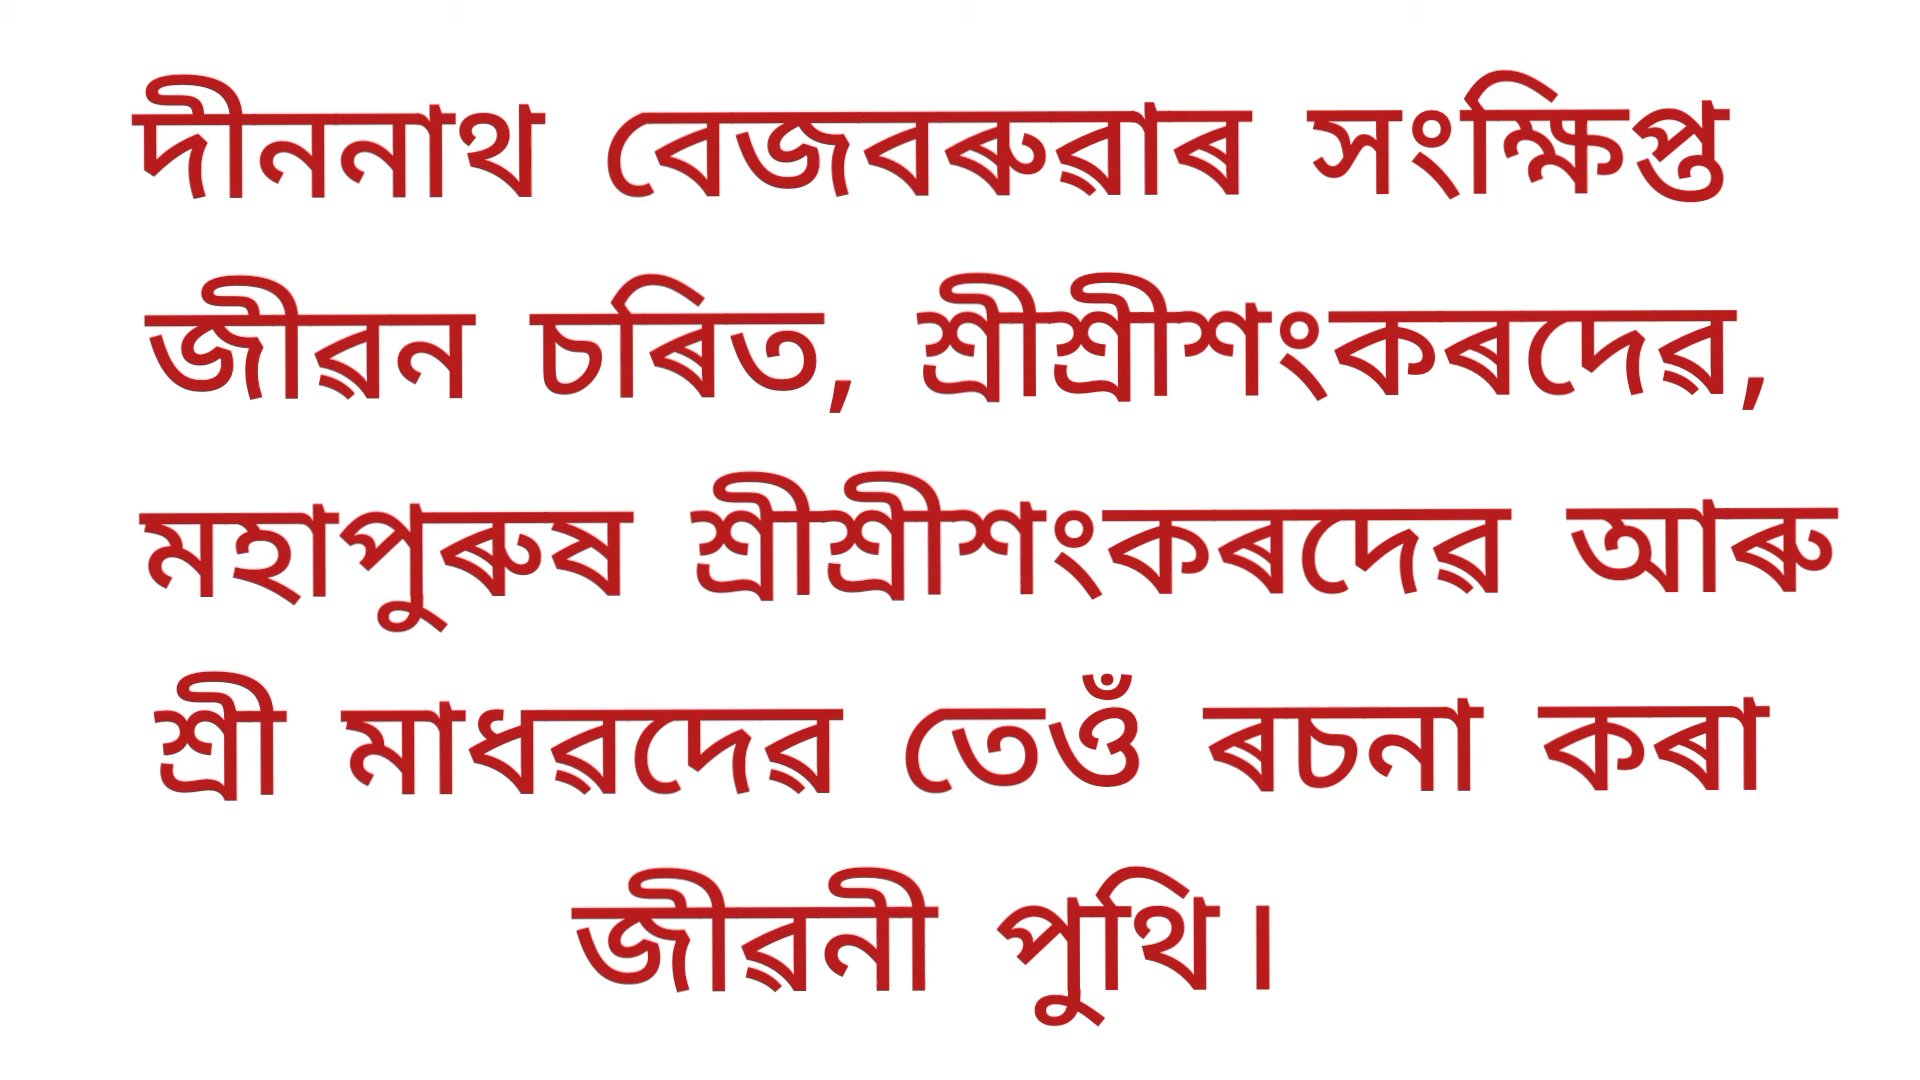 দীননাথ বেজবৰুৱাৰ সংক্ষিপ্ত
জীৱন চৰিত, শ্রীশ্রীশংকৰদেৱ,
মহাপুৰুষ শ্রীশ্রীশংকৰদেৱ আৰু
শ্রী মাধৱদেৱ তেওঁ ৰচনা কৰা
জীৱনী পুথি।